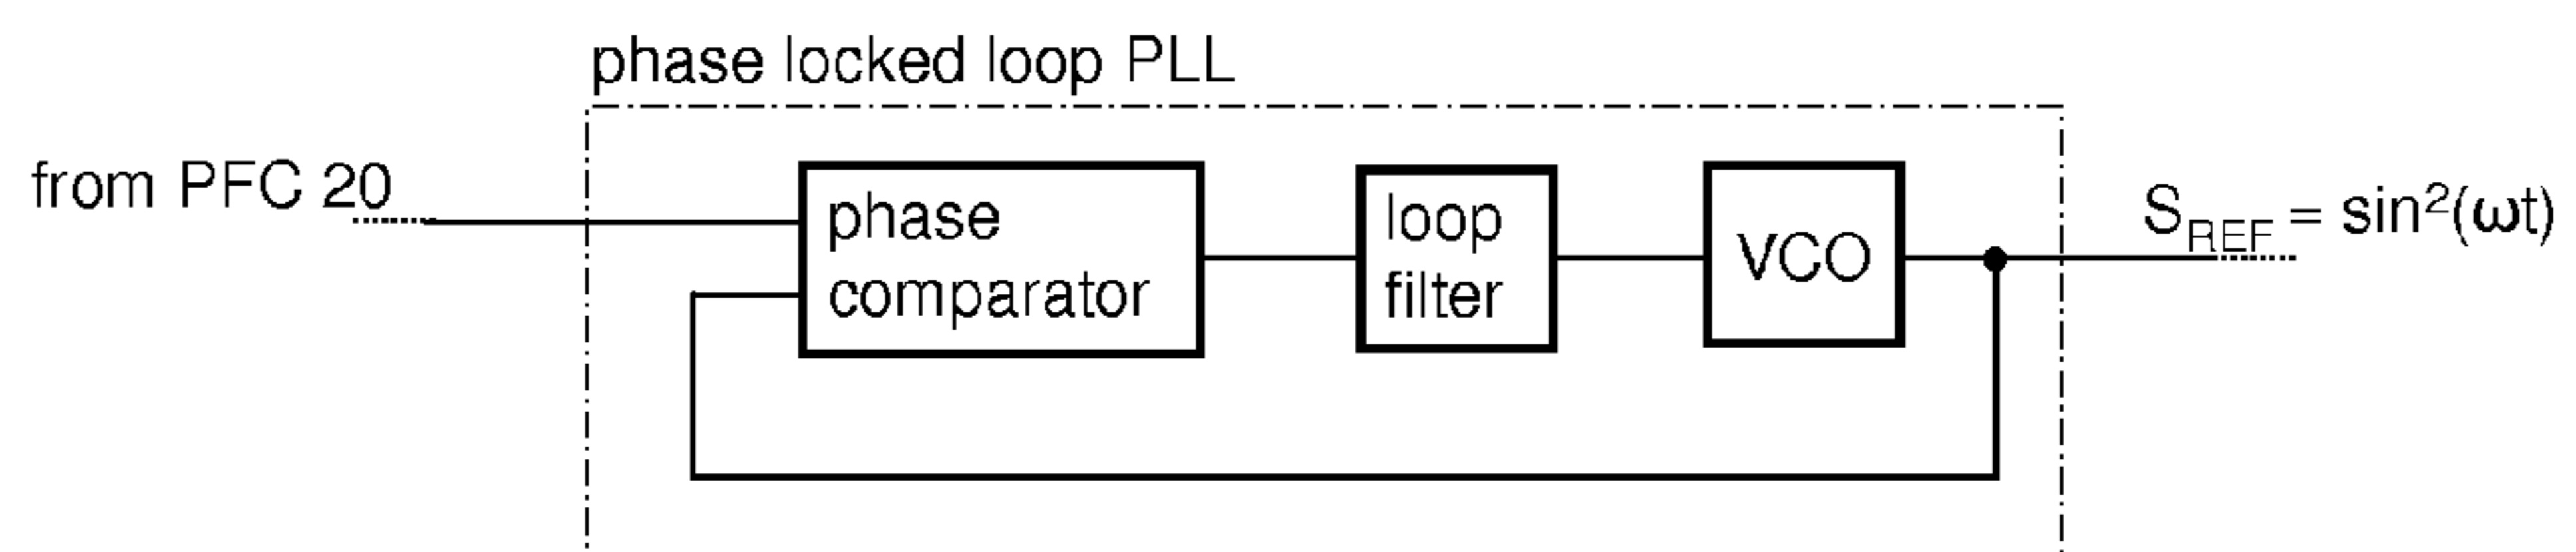 phase locked loop PLL
from PFC 20
phase
comparator
loop
filter
VCO
S_REF = sin²(ωt)